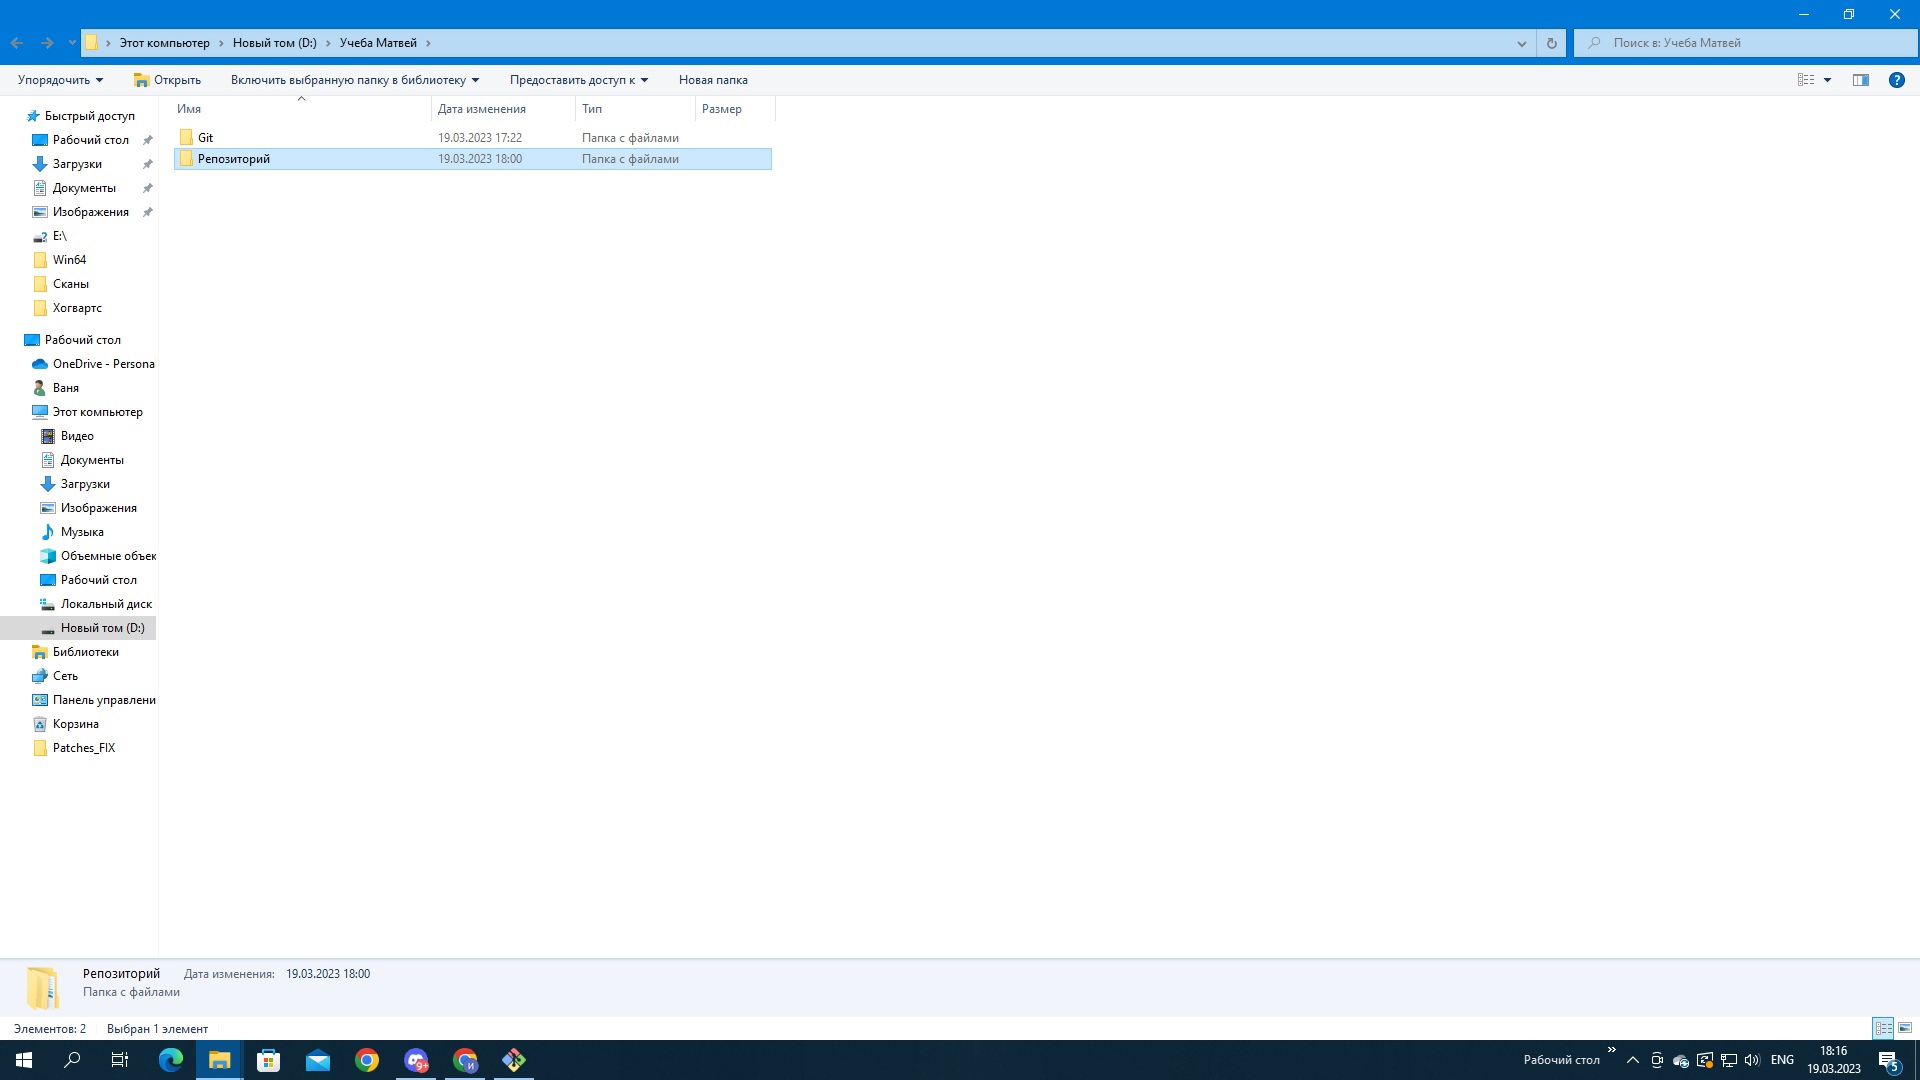 Этот компьютер Новый том (D:) Учеба Матвей Поиск в: Учеба Матвей
Упорядочить Открыть Включить выбранную папку в библиотеку Предоставить доступ к Новая папка
Имя Дата изменения Тип Размер
Git 19.03.2023 17:22 Папка с файлами
Репозиторий 19.03.2023 18:00 Папка с файлами
Быстрый доступ
Рабочий стол
Загрузки
Документы
Изображения
E:\
Win64
Сканы
Хогвартс
Рабочий стол
OneDrive - Persona
Ваня
Этот компьютер
Видео
Документы
Загрузки
Изображения
Музыка
Объемные объек
Рабочий стол
Локальный диск
Новый том (D:)
Библиотеки
Сеть
Панель управлени
Корзина
Patches_FIX
Репозиторий Дата изменения: 19.03.2023 18:00
Папка с файлами
Элементов: 2 Выбран 1 элемент
9+ И Рабочий стол ENG 18:16
19.03.2023 5